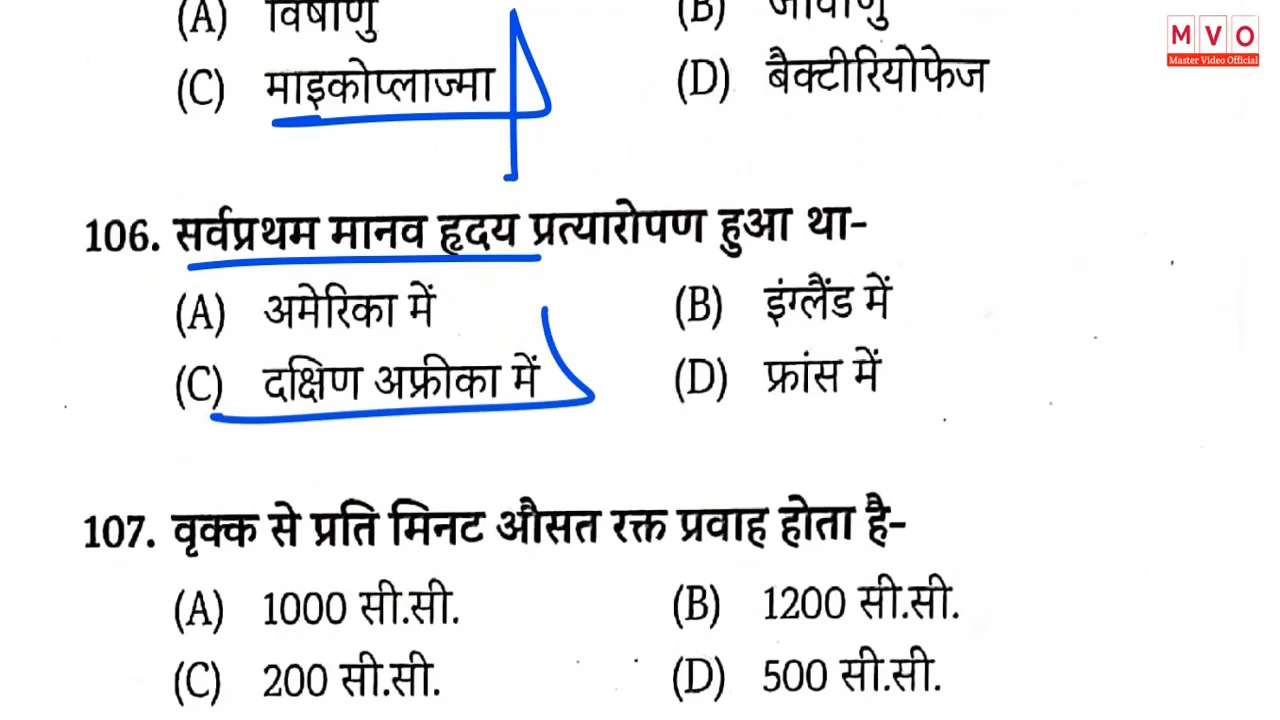 (A) विषाणु (B) जीवाणु
(C) माइकोप्लाज्मा (D) बैक्टीरियोफेज
MVO
Master Video Official
106. सर्वप्रथम मानव हृदय प्रत्यारोपण हुआ था-
(A) अमेरिका में (B) इंग्लैंड में
(C) दक्षिण अफ्रीका में (D) फ्रांस में
107. वृक्क से प्रति मिनट औसत रक्त प्रवाह होता है-
(A) 1000 सी.सी. (B) 1200 सी.सी.
(C) 200 सी.सी. (D) 500 सी.सी.